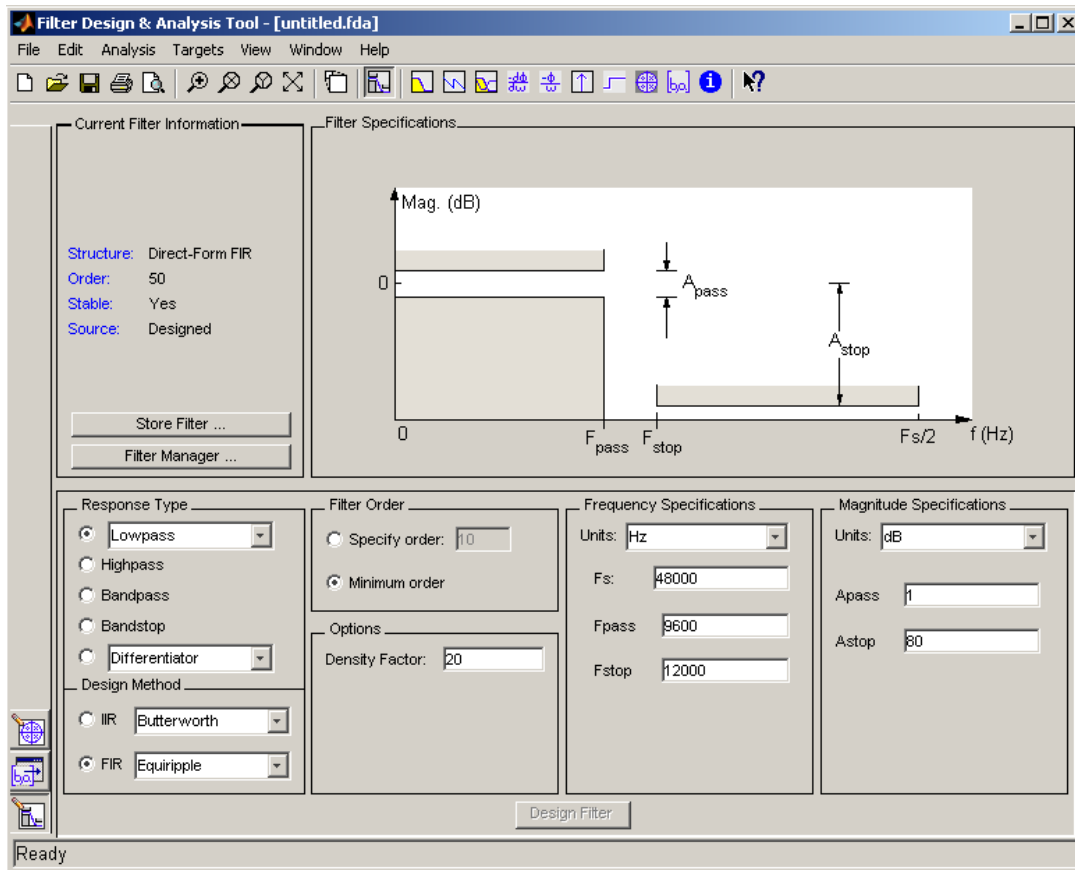 Filter Design & Analysis Tool - [untitled.fda]
File Edit Analysis Targets View Window Help
Current Filter Information
Structure: Direct-Form FIR
Order: 50
Stable: Yes
Source: Designed
Store Filter ...
Filter Manager ...
Filter Specifications
Mag. (dB)
0
A pass
A stop
0
F pass
F stop
Fs/2
f (Hz)
Response Type
Lowpass
Highpass
Bandpass
Bandstop
Differentiator
Design Method
IIR Butterworth
FIR Equiripple
Filter Order
Specify order: 10
Minimum order
Options
Density Factor: 20
Frequency Specifications
Units: Hz
Fs: 48000
Fpass 9600
Fstop 12000
Magnitude Specifications
Units: dB
Apass 1
Astop 80
Design Filter
Ready